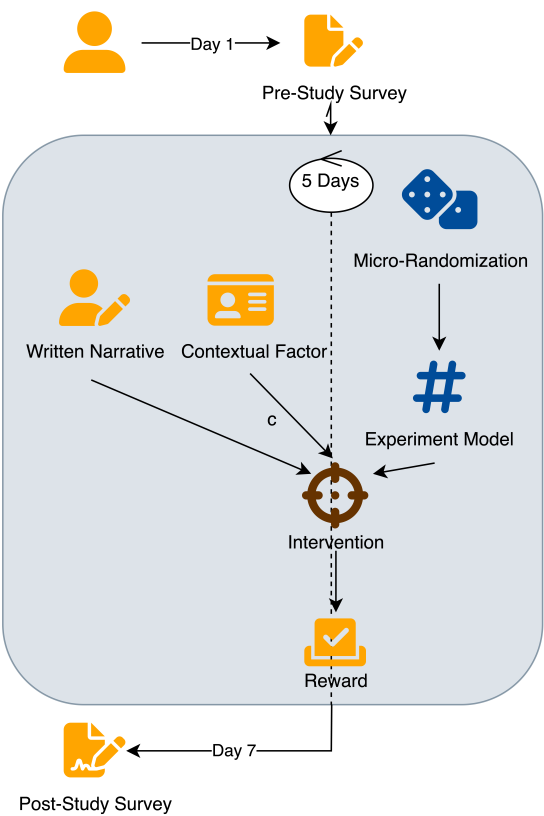 Day 1
Pre-Study Survey
5 Days
Micro-Randomization
Written Narrative
Contextual Factor
c
Experiment Model
Intervention
Reward
Day 7
Post-Study Survey